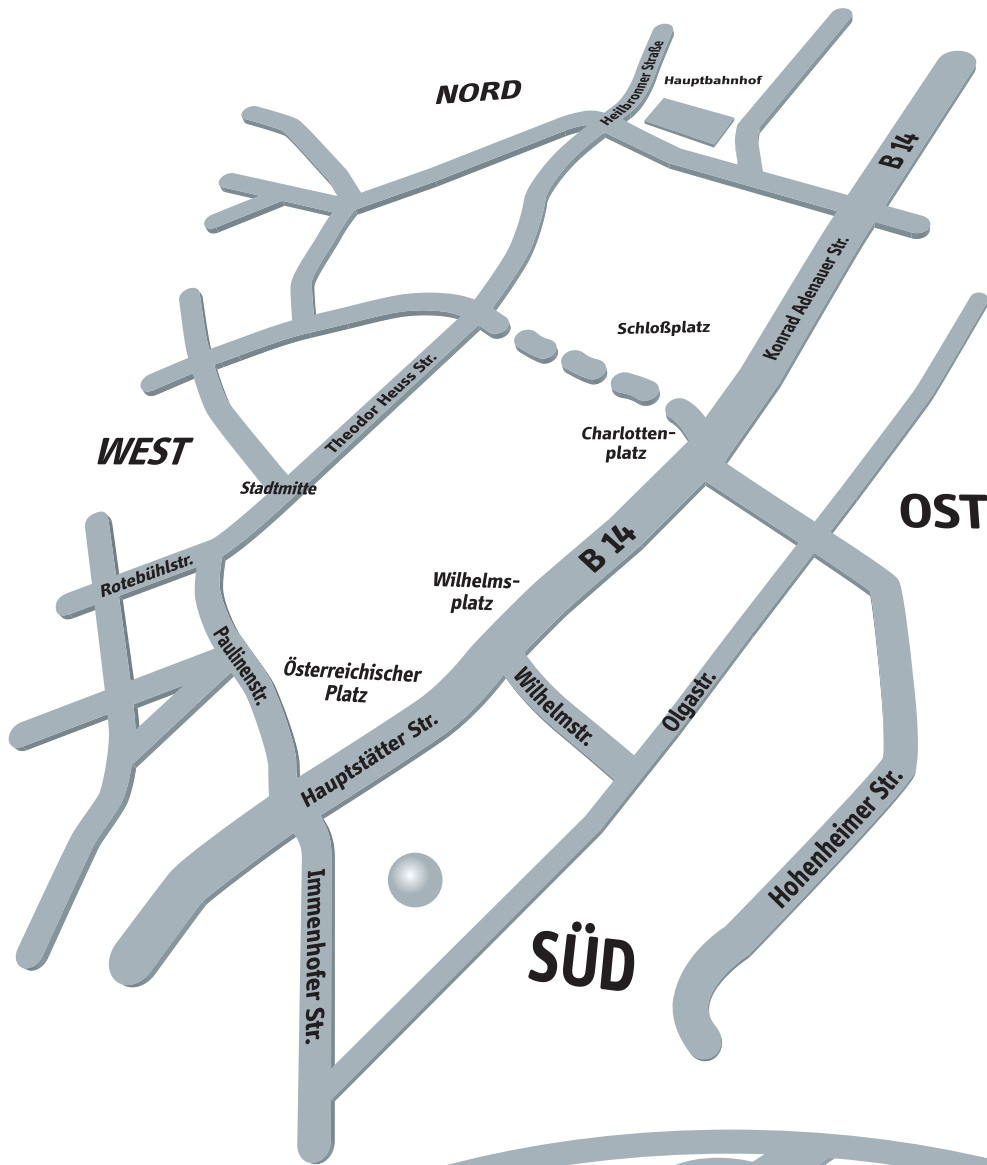 NORD
Heilbronner Straße
Hauptbahnhof
B 14
Konrad Adenauer Str.
Schloßplatz
Theodor Heuss Str.
Charlotten-
platz
WEST
Stadtmitte
OST
B 14
Rotebühlstr.
Wilhelms-
platz
Paulinenstr.
Österreichischer
Platz
Wilhelmstr.
Olgastr.
Hauptstätter Str.
Hohenheimer Str.
Immenhofer Str.
SÜD